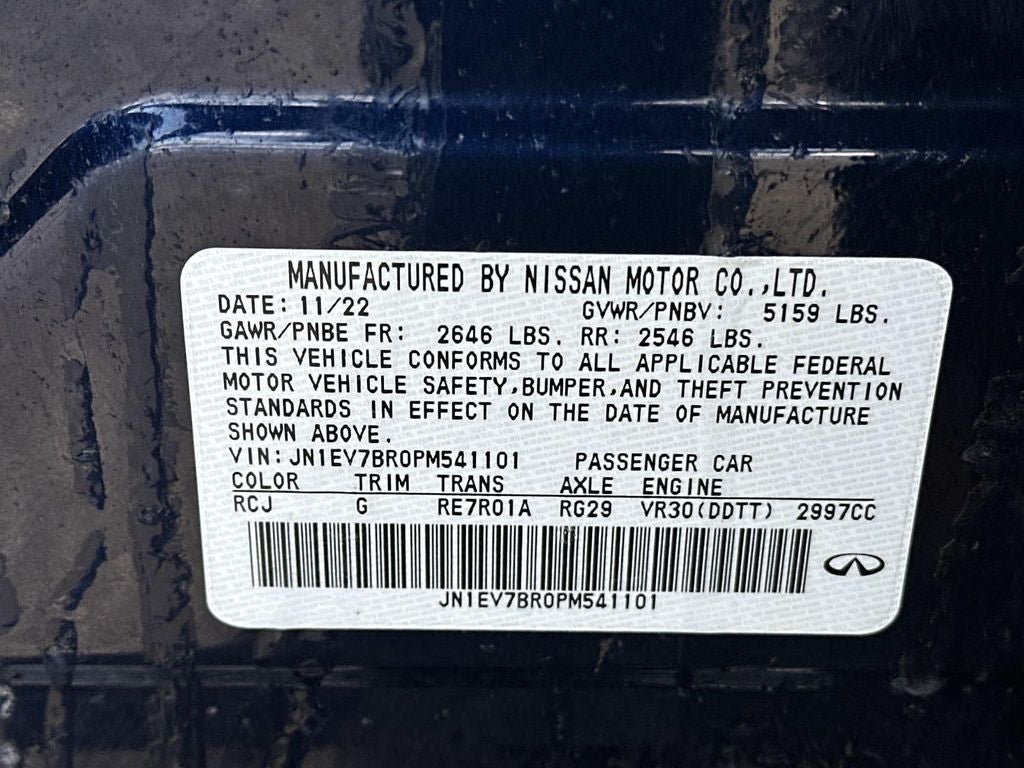 MANUFACTURED BY NISSAN MOTOR CO.,LTD.
DATE: 11/22 GVWR/PNBV: 5159 LBS.
GAWR/PNBE FR: 2646 LBS. RR: 2546 LBS.
THIS VEHICLE CONFORMS TO ALL APPLICABLE FEDERAL
MOTOR VEHICLE SAFETY,BUMPER,AND THEFT PREVENTION
STANDARDS IN EFFECT ON THE DATE OF MANUFACTURE
SHOWN ABOVE.
VIN:JN1EV7BR0PM541101 PASSENGER CAR
COLOR TRIM TRANS AXLE ENGINE
RCJ G RE7R01A RG29 VR30(DDTT) 2997CC
JN1EV7BR0PM541101